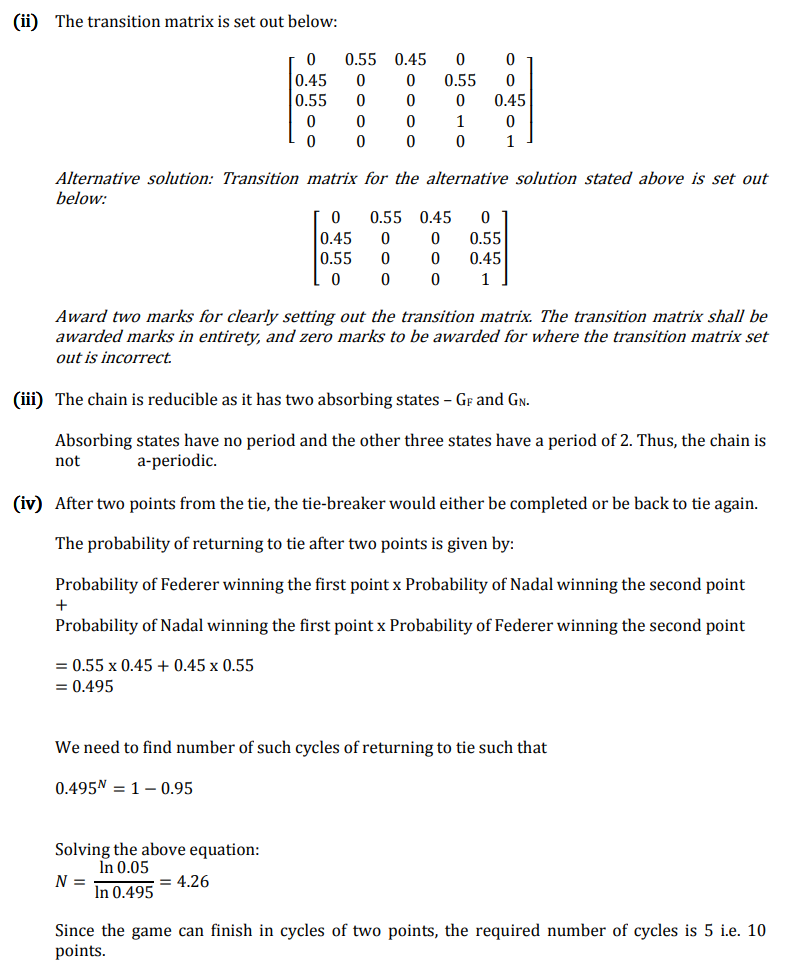 (ii) The transition matrix is set out below:
0 0.55 0.45 0 0
0.45 0 0 0.55 0
0.55 0 0 0 0.45
0 0 0 1 0
0 0 0 0 1
Alternative solution: Transition matrix for the alternative solution stated above is set out
below:
0 0.55 0.45 0
0.45 0 0 0.55
0.55 0 0 0.45
0 0 0 1
Award two marks for clearly setting out the transition matrix. The transition matrix shall be
awarded marks in entirety, and zero marks to be awarded for where the transition matrix set
out is incorrect.
(iii) The chain is reducible as it has two absorbing states – GF and GN.
Absorbing states have no period and the other three states have a period of 2. Thus, the chain is
not a-periodic.
(iv) After two points from the tie, the tie-breaker would either be completed or be back to tie again.
The probability of returning to tie after two points is given by:
Probability of Federer winning the first point x Probability of Nadal winning the second point
+
Probability of Nadal winning the first point x Probability of Federer winning the second point
= 0.55 x 0.45 + 0.45 x 0.55
= 0.495
We need to find number of such cycles of returning to tie such that
0.495^N = 1 – 0.95
Solving the above equation:
N = ln 0.05 / ln 0.495 = 4.26
Since the game can finish in cycles of two points, the required number of cycles is 5 i.e. 10
points.